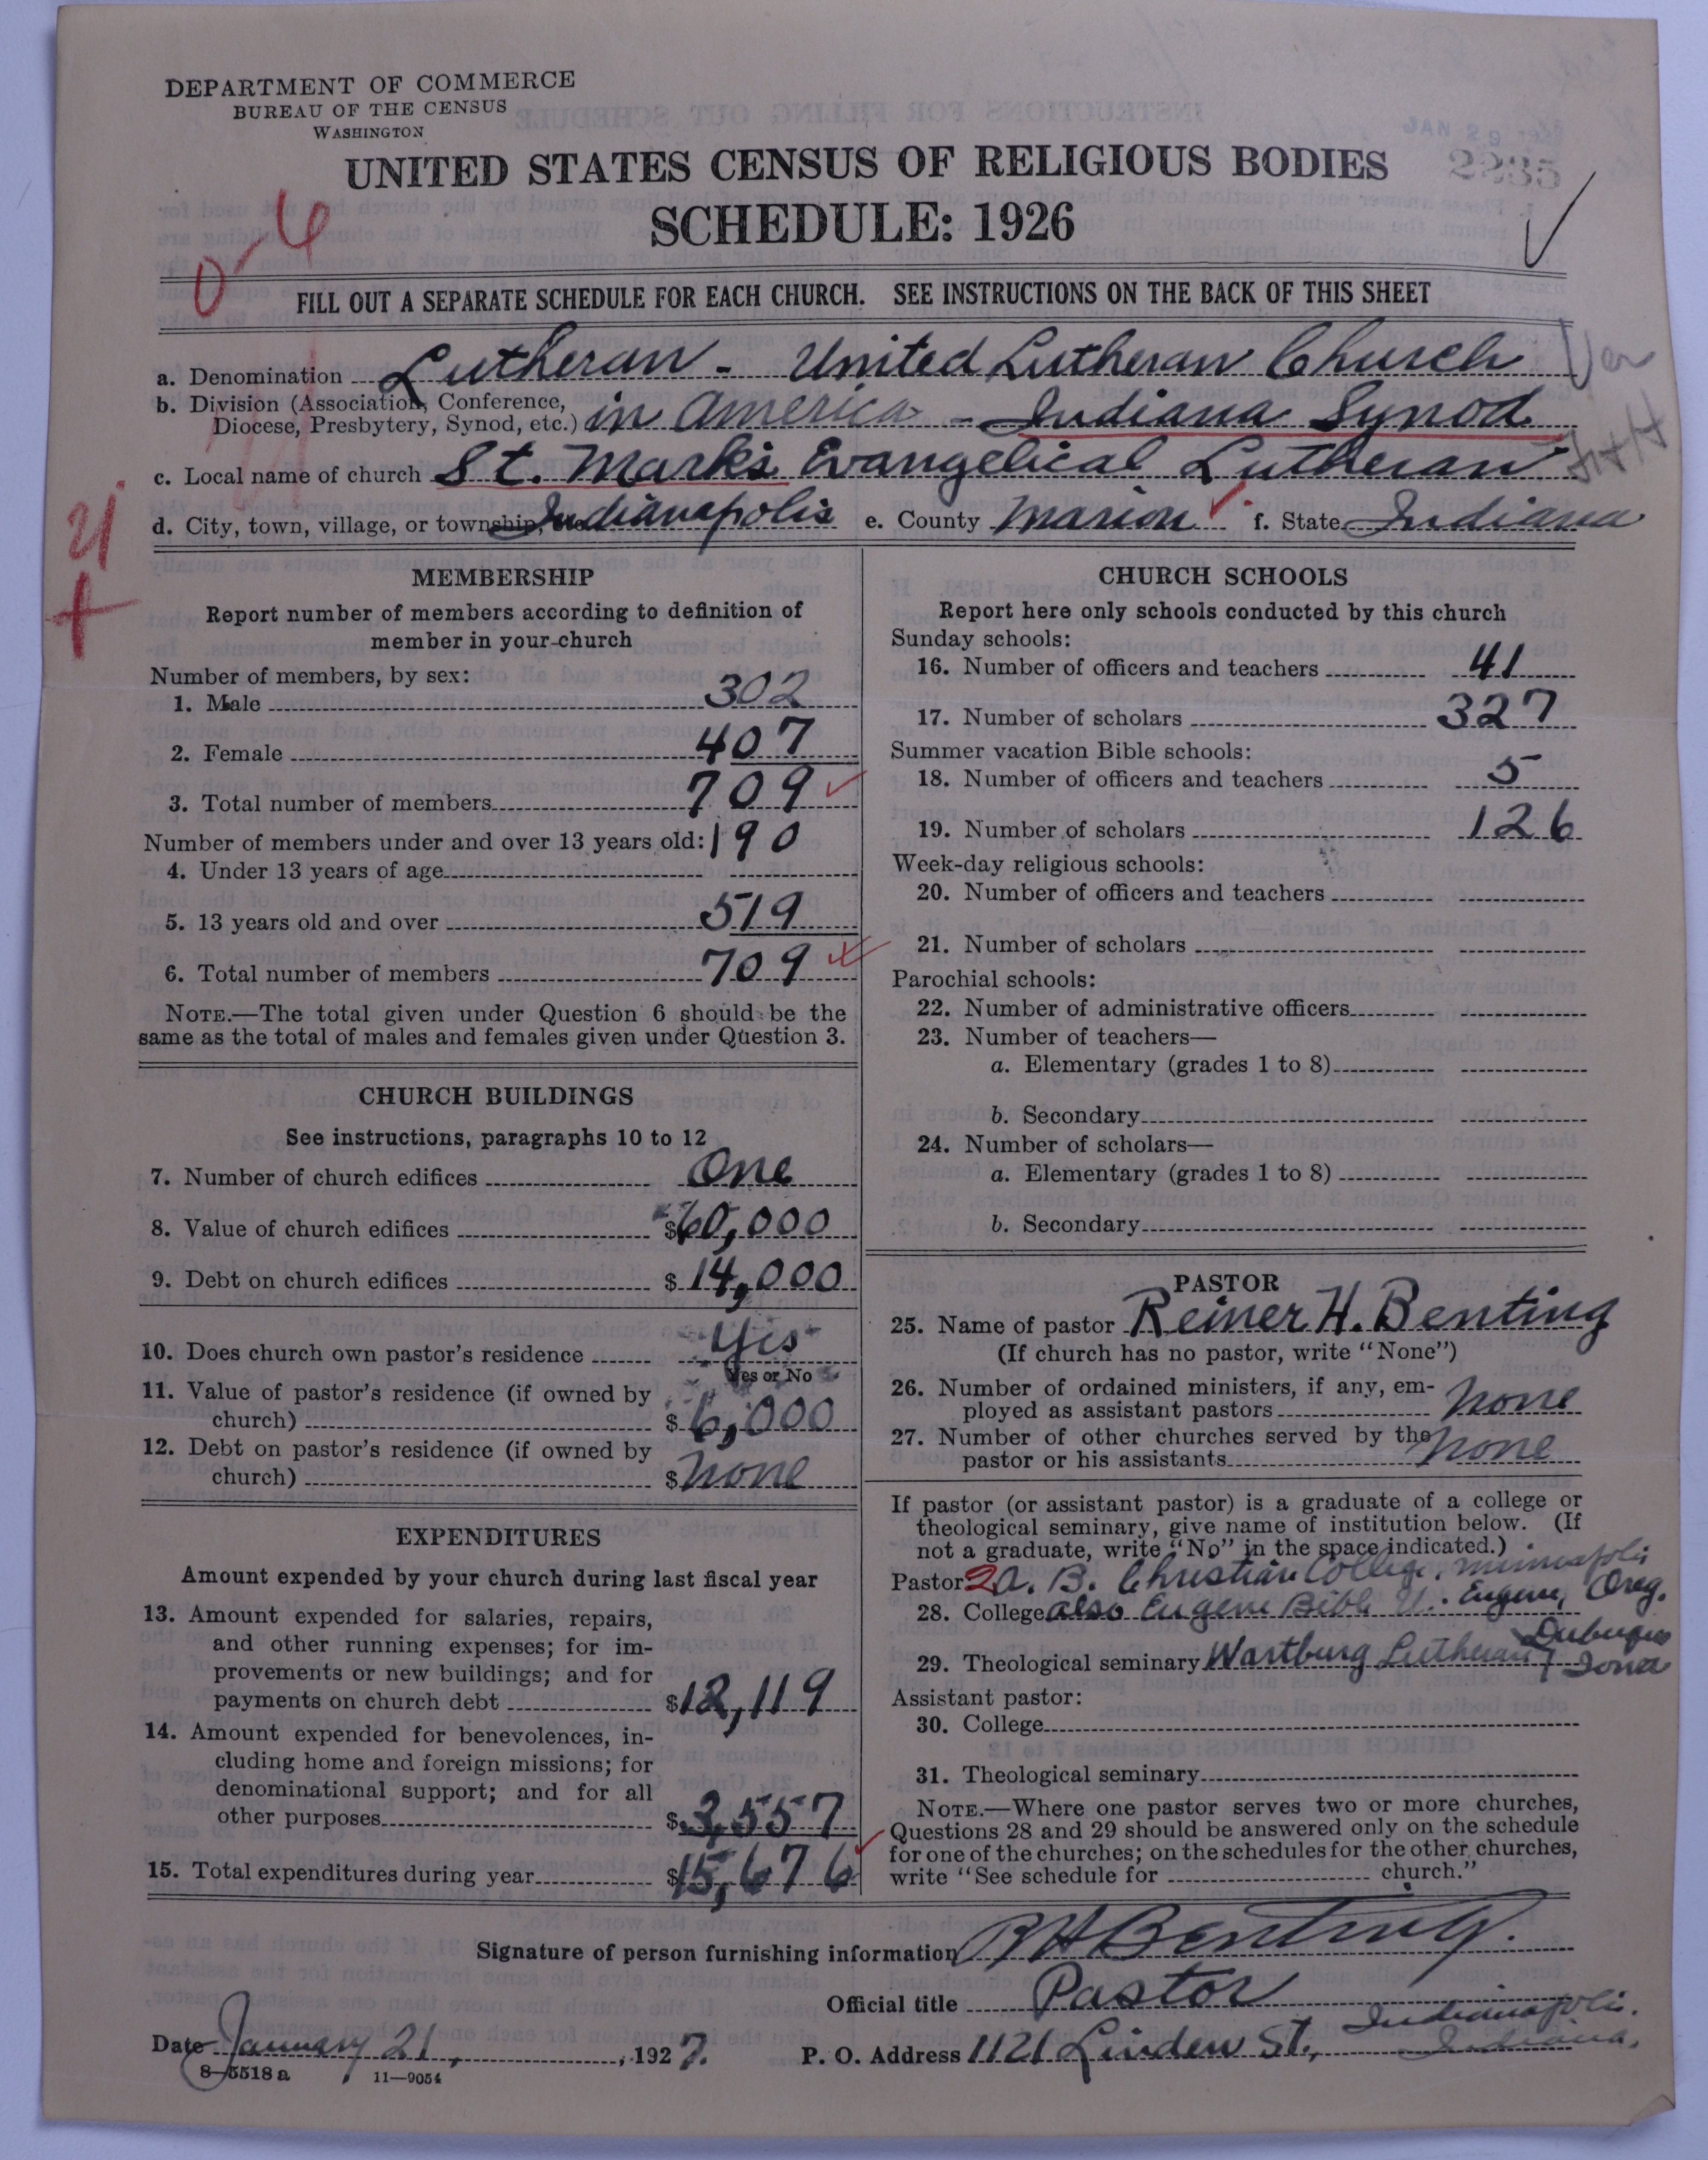 DEPARTMENT OF COMMERCE
BUREAU OF THE CENSUS
WASHINGTON
JAN 29
2235
UNITED STATES CENSUS OF RELIGIOUS BODIES
SCHEDULE: 1926
FILL OUT A SEPARATE SCHEDULE FOR EACH CHURCH. SEE INSTRUCTIONS ON THE BACK OF THIS SHEET
a. Denomination Lutheran - United Lutheran Church
b. Division (Association, Conference, Diocese, Presbytery, Synod, etc.) in America - Indiana Synod
c. Local name of church St. Mark's Evangelical Lutheran
d. City, town, village, or township, Indianapolis e. County Marion f. State Indiana
MEMBERSHIP
Report number of members according to definition of
member in your church
Number of members, by sex:
1. Male 302
2. Female 407
3. Total number of members 709
Number of members under and over 13 years old: 190
4. Under 13 years of age
5. 13 years old and over 519
6. Total number of members 709
NOTE.—The total given under Question 6 should be the
same as the total of males and females given under Question 3.
CHURCH BUILDINGS
See instructions, paragraphs 10 to 12
7. Number of church edifices One
8. Value of church edifices $60,000
9. Debt on church edifices $14,000
10. Does church own pastor's residence Yes
Yes or No
11. Value of pastor's residence (if owned by
church) $6,000
12. Debt on pastor's residence (if owned by
church) $none
EXPENDITURES
Amount expended by your church during last fiscal year
13. Amount expended for salaries, repairs,
and other running expenses; for im-
provements or new buildings; and for
payments on church debt $12,119
14. Amount expended for benevolences, in-
cluding home and foreign missions; for
denominational support; and for all
other purposes $3,557
15. Total expenditures during year $15,676
CHURCH SCHOOLS
Report here only schools conducted by this church
Sunday schools:
16. Number of officers and teachers 41
17. Number of scholars 327
Summer vacation Bible schools:
18. Number of officers and teachers 5
19. Number of scholars 126
Week-day religious schools:
20. Number of officers and teachers
21. Number of scholars
Parochial schools:
22. Number of administrative officers
23. Number of teachers—
a. Elementary (grades 1 to 8)
b. Secondary
24. Number of scholars—
a. Elementary (grades 1 to 8)
b. Secondary
PASTOR
25. Name of pastor Reiner H. Benting
(If church has no pastor, write "None")
26. Number of ordained ministers, if any, em-
ployed as assistant pastors none
27. Number of other churches served by the
pastor or his assistants none
If pastor (or assistant pastor) is a graduate of a college or
theological seminary, give name of institution below. (If
not a graduate, write "No" in the space indicated.)
Pastor: A. B. Christian College, Minneapolis
28. College also Eugene Bible U. Eugene, Oreg.
29. Theological seminary Wartburg Lutheran, Dubuque Iowa
Assistant pastor:
30. College
31. Theological seminary
NOTE.—Where one pastor serves two or more churches,
Questions 28 and 29 should be answered only on the schedule
for one of the churches; on the schedules for the other churches,
write "See schedule for church."
Signature of person furnishing information R H Benting.
Official title Pastor
Date January 21, 1927. P. O. Address 1121 Linden St., Indianapolis. Indiana.
8—5518 a 11—9054